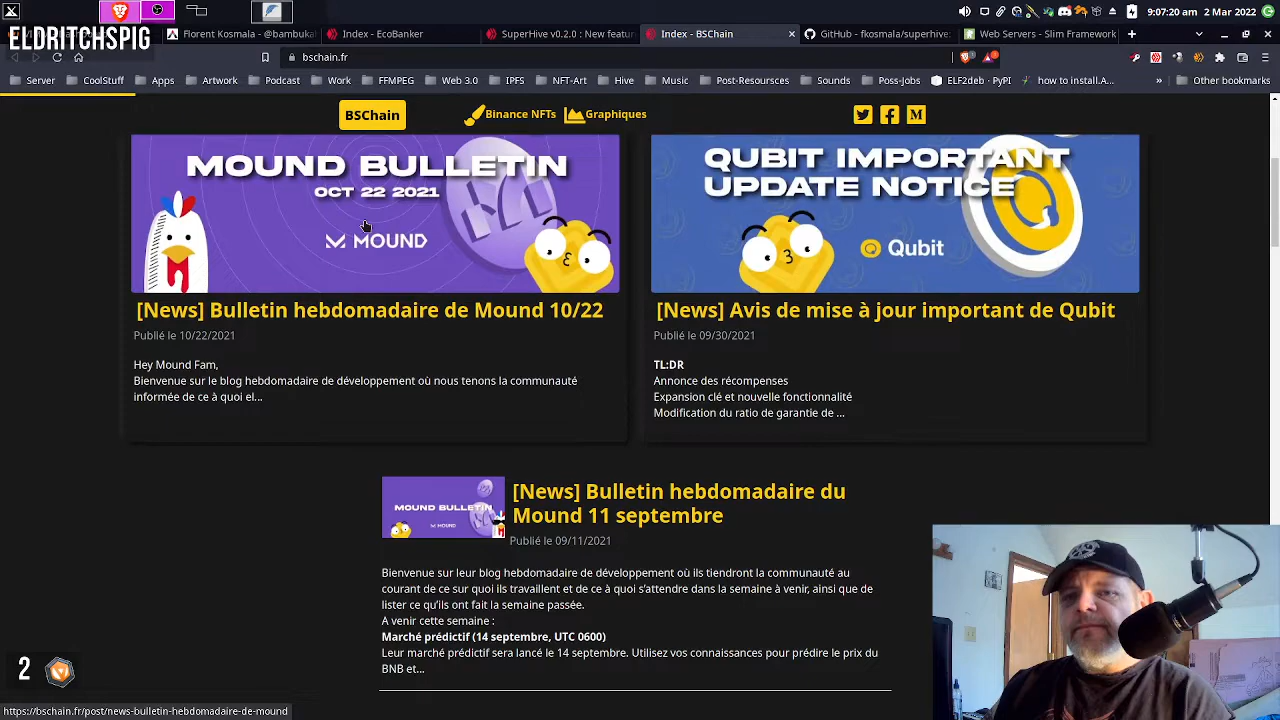 9:07:20 am 2 Mar 2022
ELDRITCHSPIG
Florent Kosmala - @bambuka
Index - EcoBanker
SuperHive v0.2.0 : New featur
Index - BSChain
GitHub - fkosmala/superhive:
Web Servers - Slim Framework
bschain.fr
Server
CoolStuff
Apps
Artwork
Podcast
Work
FFMPEG
Web 3.0
IPFS
NFT-Art
Hive
Music
Post-Resources
Sounds
Poss-Jobs
ELF2deb · PyPI
how to install.A...
Other bookmarks
BSChain
Binance NFTs
Graphiques
MOUND BULLETIN
OCT 22 2021
MOUND
QUBIT IMPORTANT
UPDATE NOTICE
Qubit
[News] Bulletin hebdomadaire de Mound 10/22
Publié le 10/22/2021
Hey Mound Fam,
Bienvenue sur le blog hebdomadaire de développement où nous tenons la communauté
informée de ce à quoi el...
[News] Avis de mise à jour important de Qubit
Publié le 09/30/2021
TL:DR
Annonce des récompenses
Expansion clé et nouvelle fonctionnalité
Modification du ratio de garantie de ...
MOUND BULLETIN
MOUND
[News] Bulletin hebdomadaire du
Mound 11 septembre
Publié le 09/11/2021
Bienvenue sur leur blog hebdomadaire de développement où ils tiendront la communauté au
courant de ce sur quoi ils travaillent et de ce à quoi s'attendre dans la semaine à venir, ainsi que de
lister ce qu'ils ont fait la semaine passée.
A venir cette semaine :
Marché prédictif (14 septembre, UTC 0600)
Leur marché prédictif sera lancé le 14 septembre. Utilisez vos connaissances pour prédire le prix du
BNB et...
2
https://bschain.fr/post/news-bulletin-hebdomadaire-de-mound